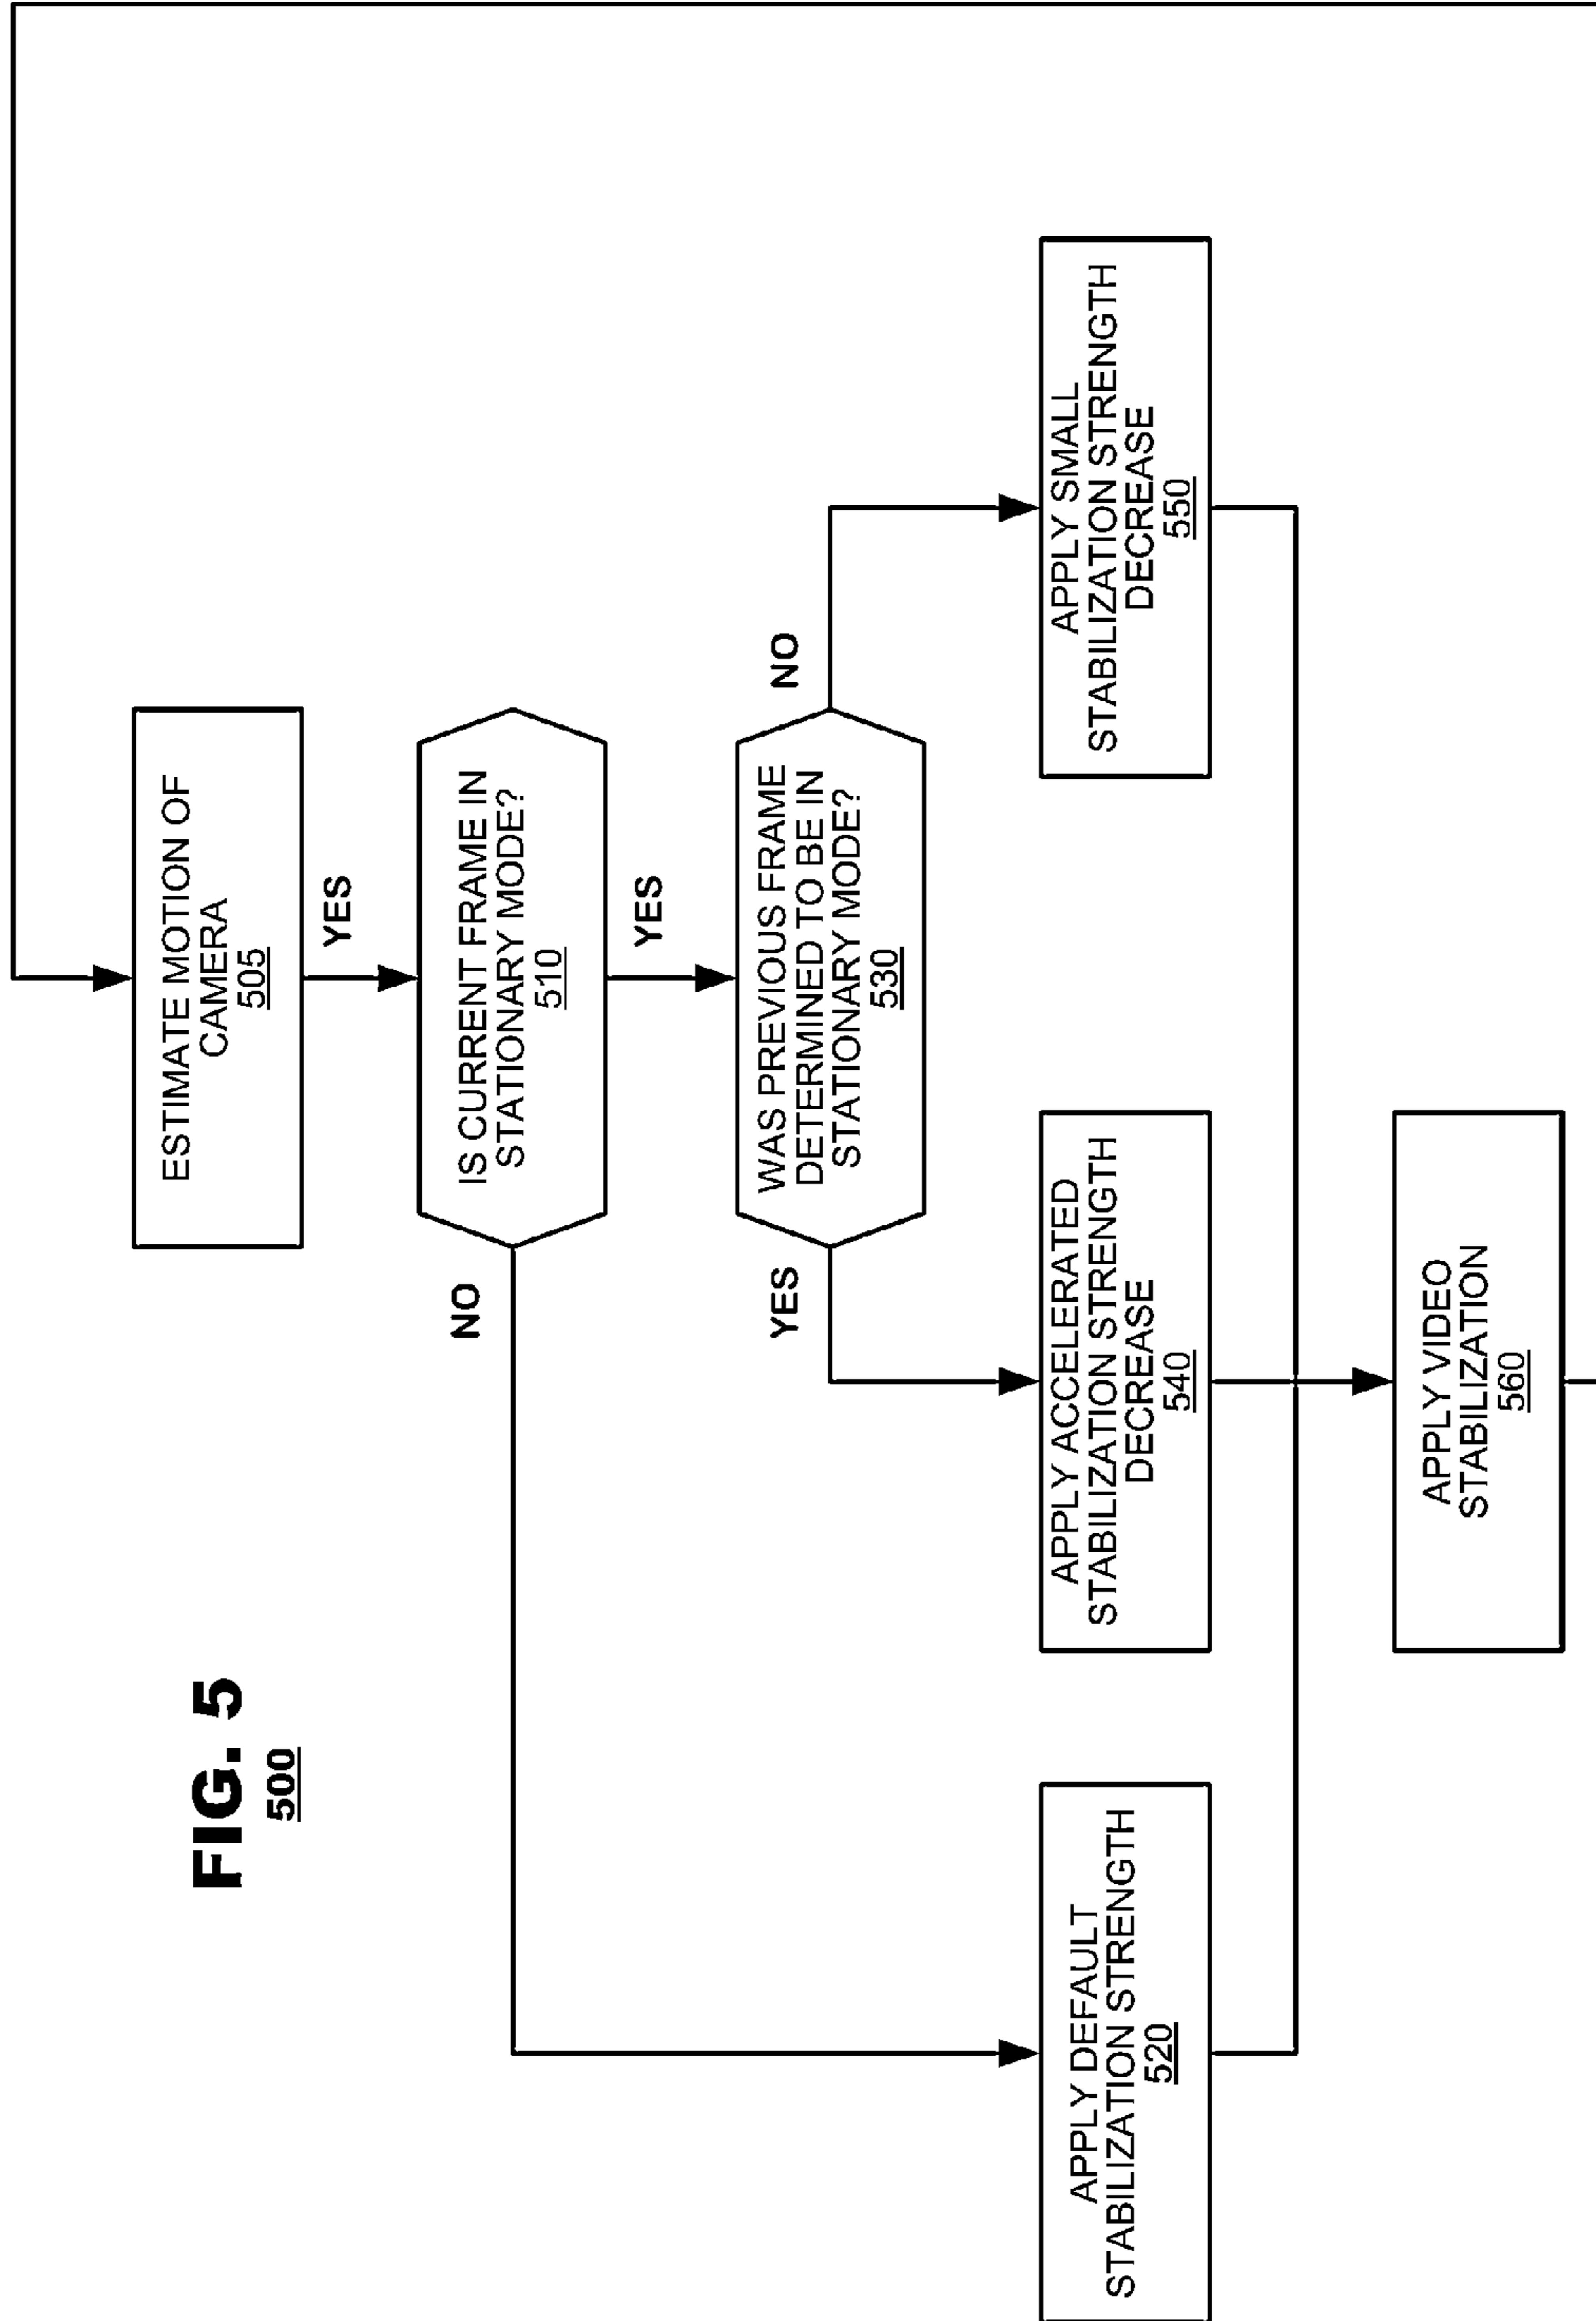 FIG. 5
500
ESTIMATE MOTION OF
CAMERA
505
YES
IS CURRENT FRAME IN
STATIONARY MODE?
510
NO
YES
WAS PREVIOUS FRAME
DETERMINED TO BE IN
STATIONARY MODE?
530
YES
NO
APPLY DEFAULT
STABILIZATION STRENGTH
520
APPLY ACCELERATED
STABILIZATION STRENGTH
DECREASE
540
APPLY SMALL
STABILIZATION STRENGTH
DECREASE
550
APPLY VIDEO
STABILIZATION
560